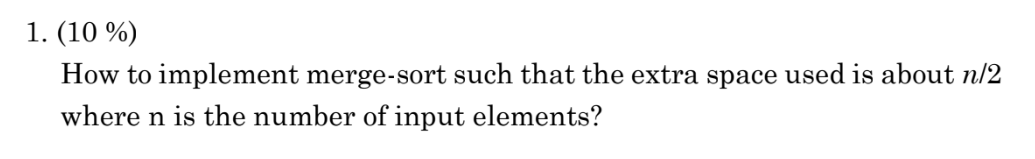 1. (10 %)
How to implement merge-sort such that the extra space used is about n/2
where n is the number of input elements?